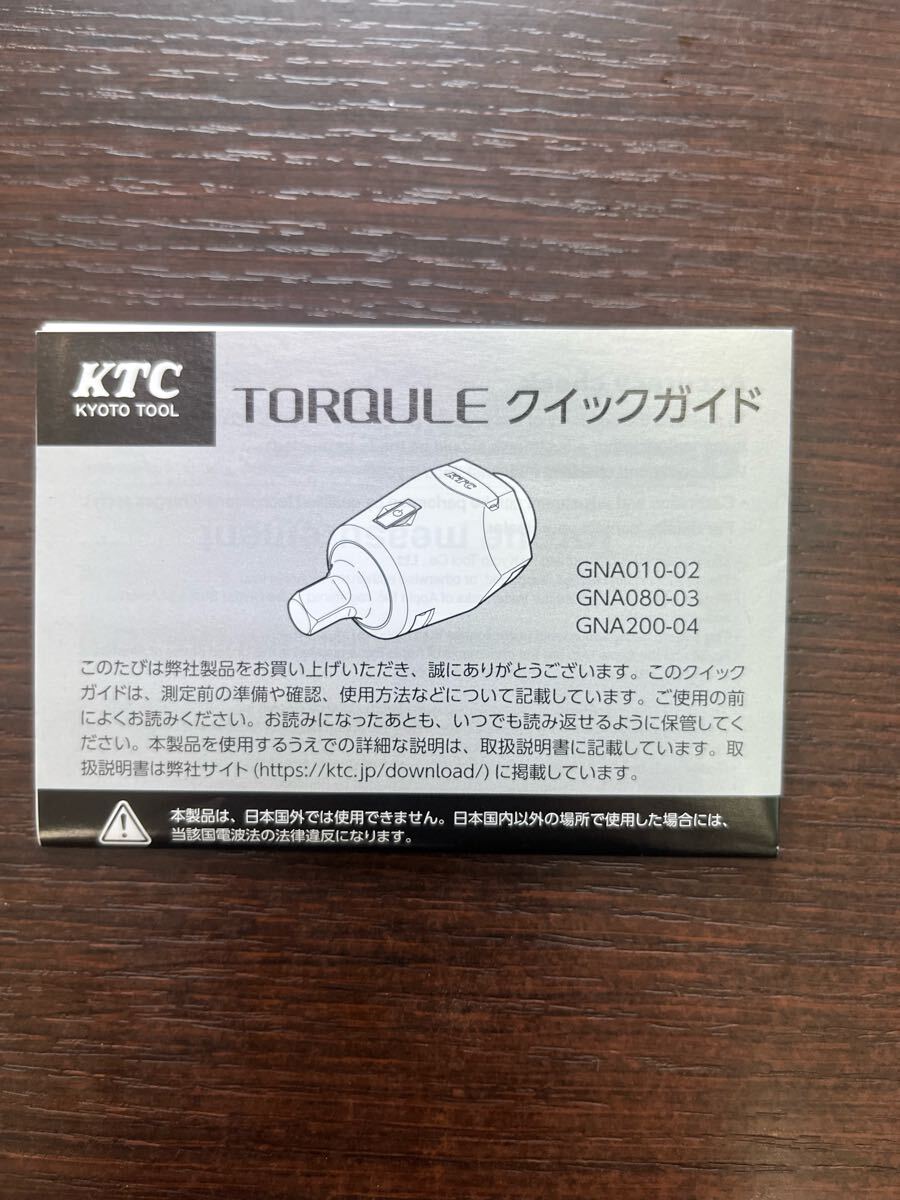 KTC
KYOTO TOOL
TORQULE クイックガイド
KTC
GNA010-02
GNA080-03
GNA200-04
このたびは弊社製品をお買い上げいただき、誠にありがとうございます。このクイック
ガイドは、測定前の準備や確認、使用方法などについて記載しています。ご使用の前
によくお読みください。お読みになったあとも、いつでも読み返せるように保管してく
ださい。本製品を使用するうえでの詳細な説明は、取扱説明書に記載しています。取
扱説明書は弊社サイト(https://ktc.jp/download/)に掲載しています。
本製品は、日本国外では使用できません。日本国内以外の場所で使用した場合には、
当該国電波法の法律違反になります。